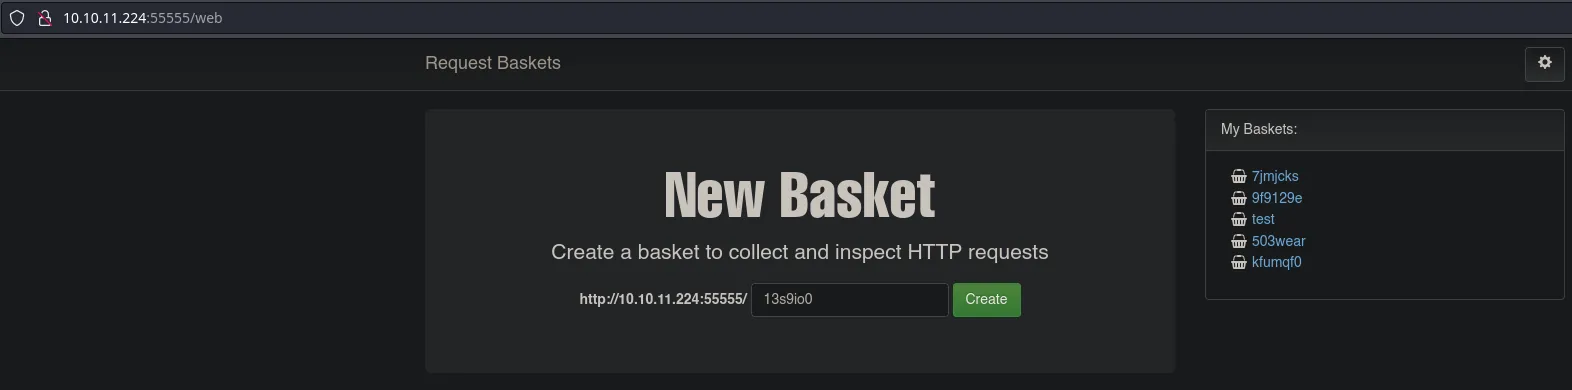 10.10.11.224:55555/web
Request Baskets
New Basket
Create a basket to collect and inspect HTTP requests
http://10.10.11.224:55555/ 13s9io0 Create
My Baskets:
7jmjcks
9f9129e
test
503wear
kfumqf0